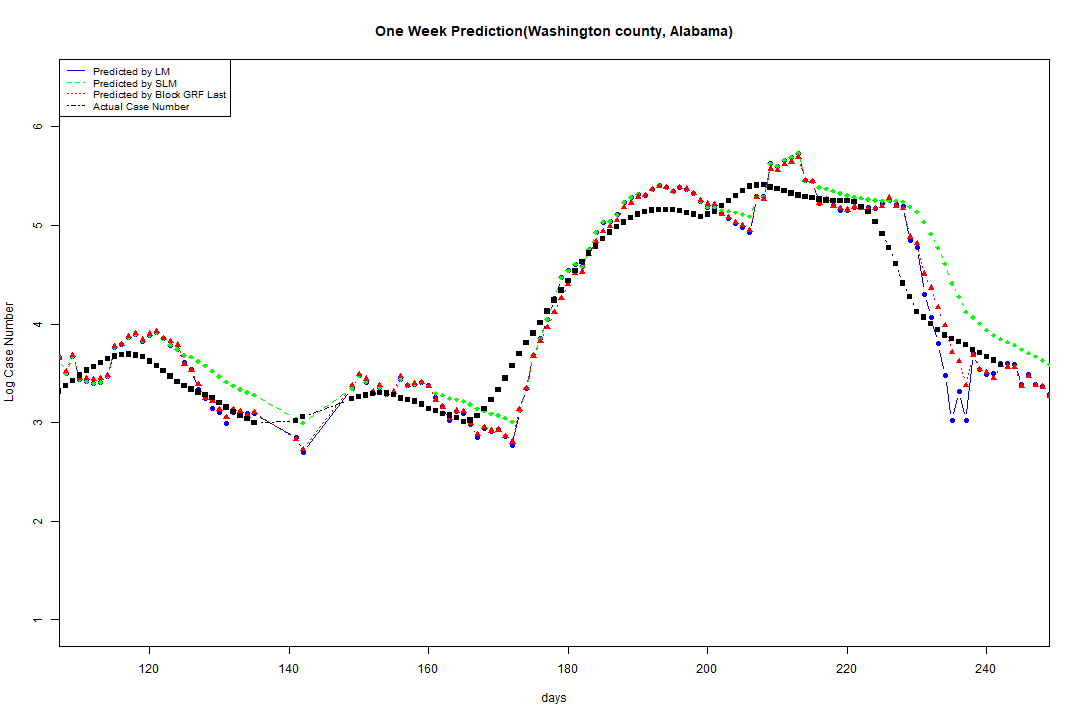 One Week Prediction(Washington county, Alabama)
Predicted by LM
Predicted by SLM
Predicted by Block GRF Last
Actual Case Number
6
5
4
3
2
1
Log Case Number
120 140 160 180 200 220 240
days